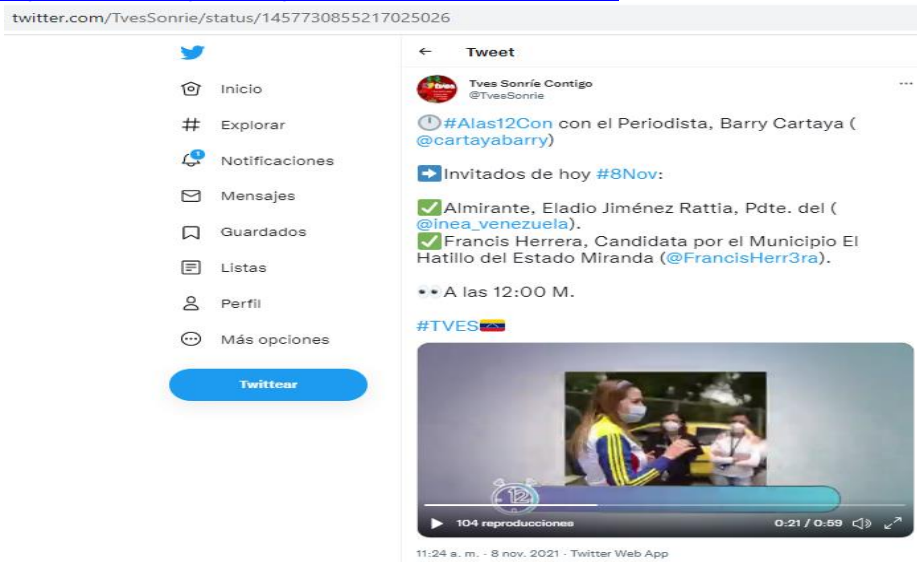 twitter.com/TvesSonrie/status/1457730855217025026
Tweet
Tves Sonríe Contigo
@TvesSonrie
Inicio
Explorar
1
Notificaciones
Mensajes
Guardados
Listas
Perfil
Más opciones
Twittear
#Alas12Con con el Periodista, Barry Cartaya (
@cartayabarry)
Invitados de hoy #8Nov:
Almirante, Eladio Jiménez Rattia, Pdte. del (
@inea_venezuela).
Francis Herrera, Candidata por el Municipio El
Hatillo del Estado Miranda (@FrancisHerr3ra).
A las 12:00 M.
#TVES
12
104 reproducciones
0:21 / 0:59
11:24 a. m. · 8 nov. 2021 · Twitter Web App